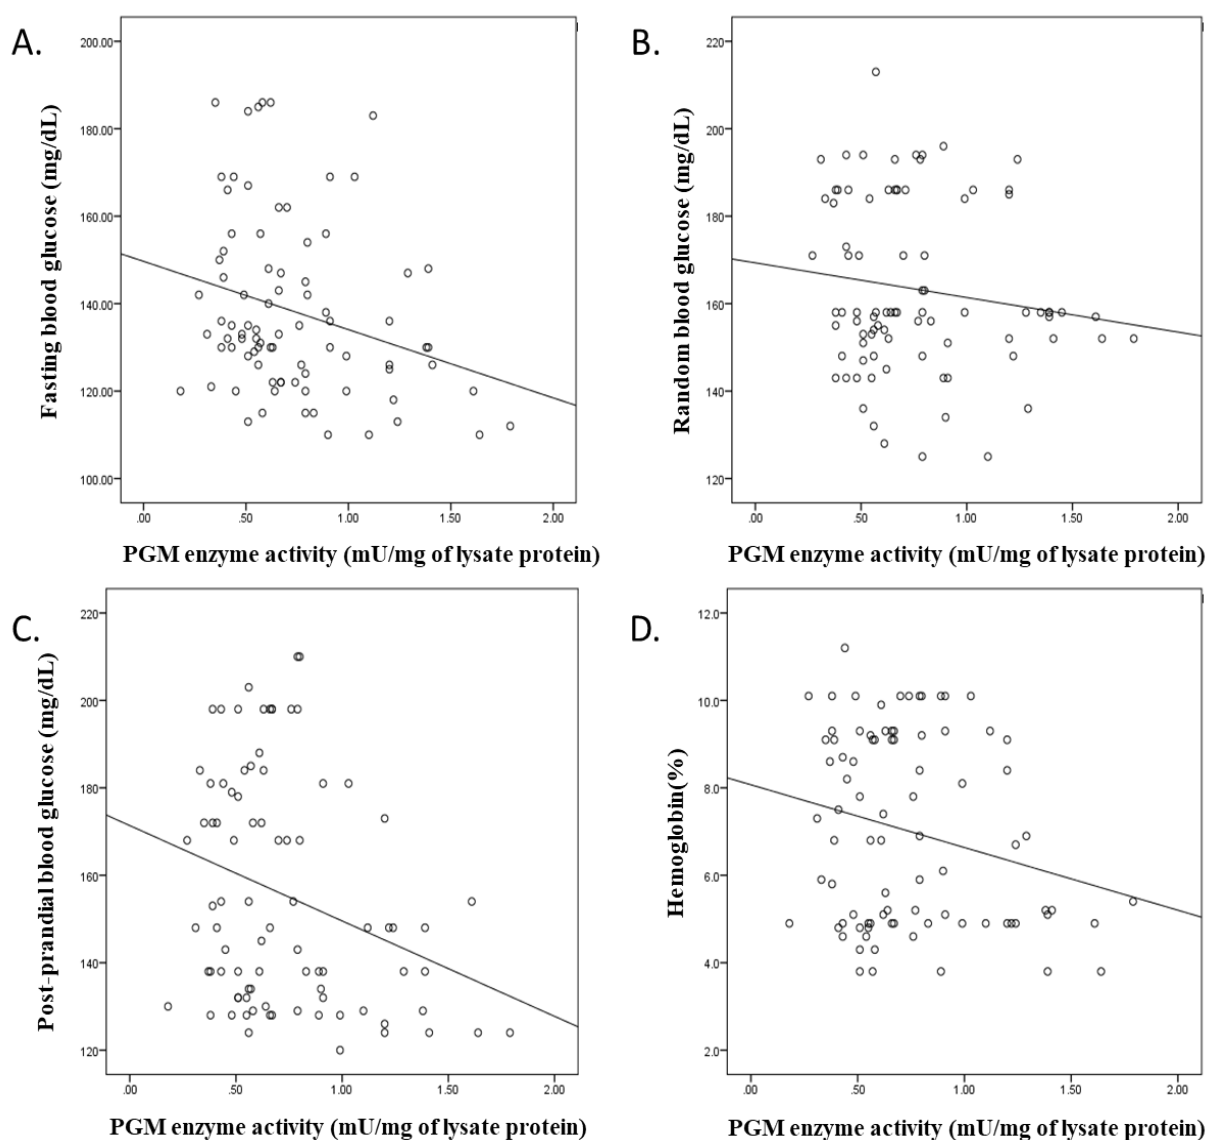 A.
Fasting blood glucose (mg/dL)
200.00
180.00
160.00
140.00
120.00
100.00
.00 .50 1.00 1.50 2.00
PGM enzyme activity (mU/mg of lysate protein)
B.
Random blood glucose (mg/dL)
220
200
180
160
140
120
.00 .50 1.00 1.50 2.00
PGM enzyme activity (mU/mg of lysate protein)
C.
Post-prandial blood glucose (mg/dL)
220
200
180
160
140
120
.00 .50 1.00 1.50 2.00
PGM enzyme activity (mU/mg of lysate protein)
D.
Hemoglobin(%)
12.0
10.0
8.0
6.0
4.0
2.0
.00 .50 1.00 1.50 2.00
PGM enzyme activity (mU/mg of lysate protein)